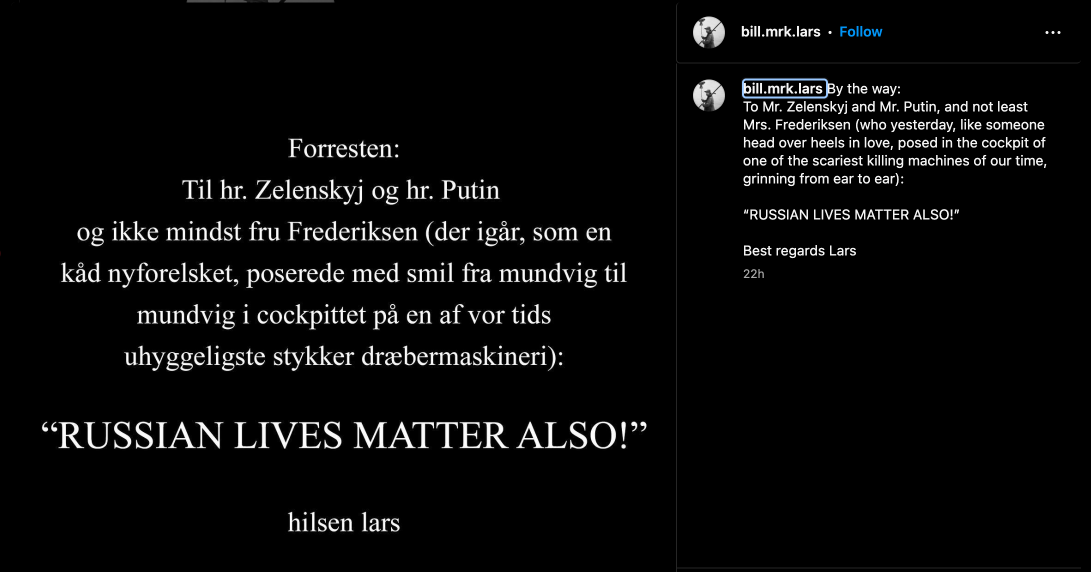 Forresten:
Til hr. Zelenskyj og hr. Putin
og ikke mindst fru Frederiksen (der igår, som en
kåd nyforelsket, poserede med smil fra mundvig til
mundvig i cockpittet på en af vor tids
uhyggeligste stykker dræbermaskineri):
“RUSSIAN LIVES MATTER ALSO!”
hilsen lars
bill.mrk.lars • Follow
bill.mrk.lars By the way:
To Mr. Zelenskyj and Mr. Putin, and not least
Mrs. Frederiksen (who yesterday, like someone
head over heels in love, posed in the cockpit of
one of the scariest killing machines of our time,
grinning from ear to ear):
“RUSSIAN LIVES MATTER ALSO!”
Best regards Lars
22h